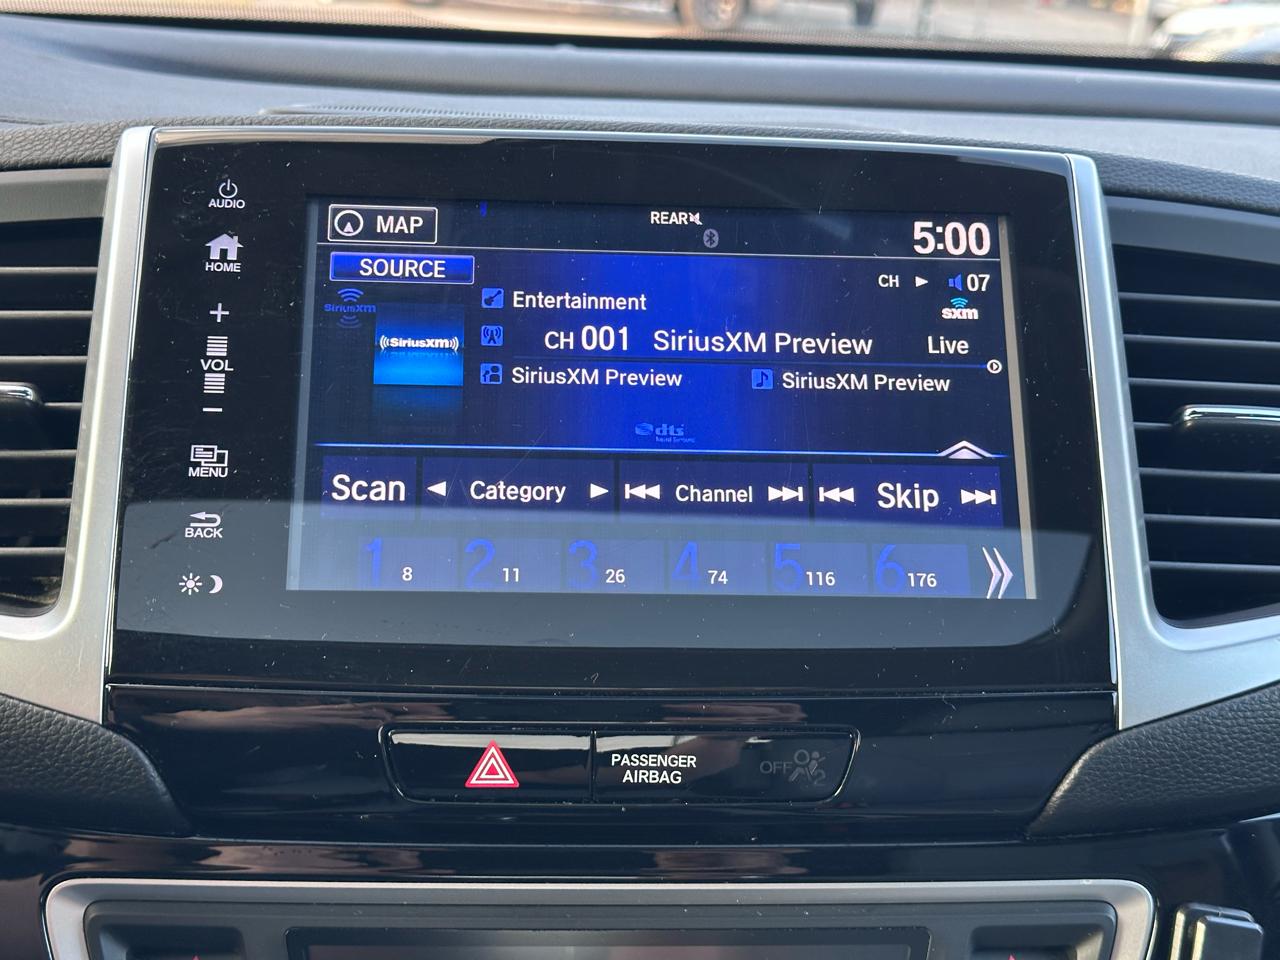 AUDIO
HOME
+
VOL
−
MENU
BACK
MAP
REAR
5:00
SOURCE
CH ► 07
SiriusXM
Entertainment
sxm
((SiriusXM))
CH 001 SiriusXM Preview Live
SiriusXM Preview SiriusXM Preview
dts
Scan ◄ Category ► Channel Skip
1 8 2 11 3 26 4 74 5 116 6 176
PASSENGER
AIRBAG
OFF